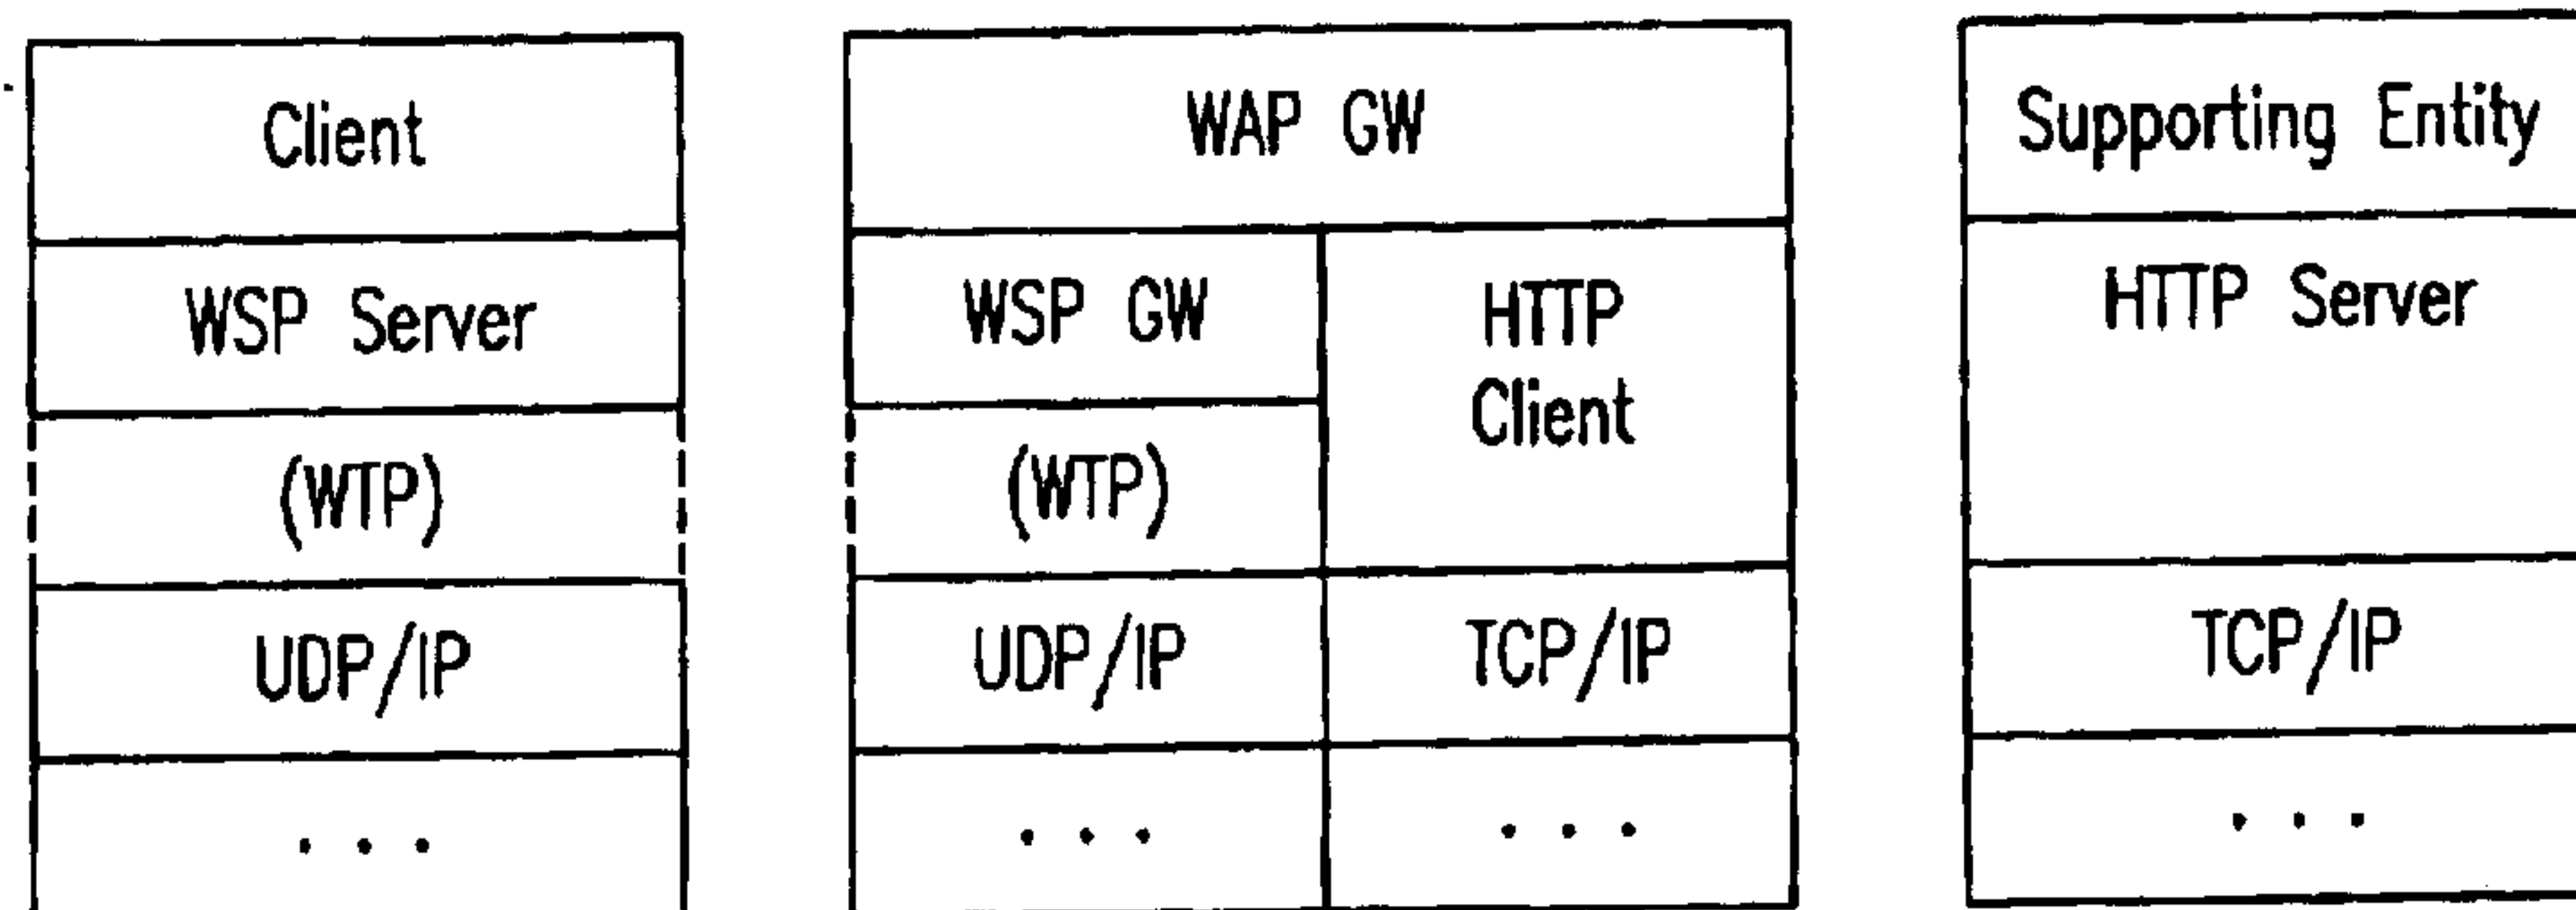 Client
WSP Server
(WTP)
UDP/IP
. . .
WAP GW
WSP GW
(WTP)
UDP/IP
. . .
HTTP
Client
TCP/IP
. . .
Supporting Entity
HTTP Server
TCP/IP
. . .